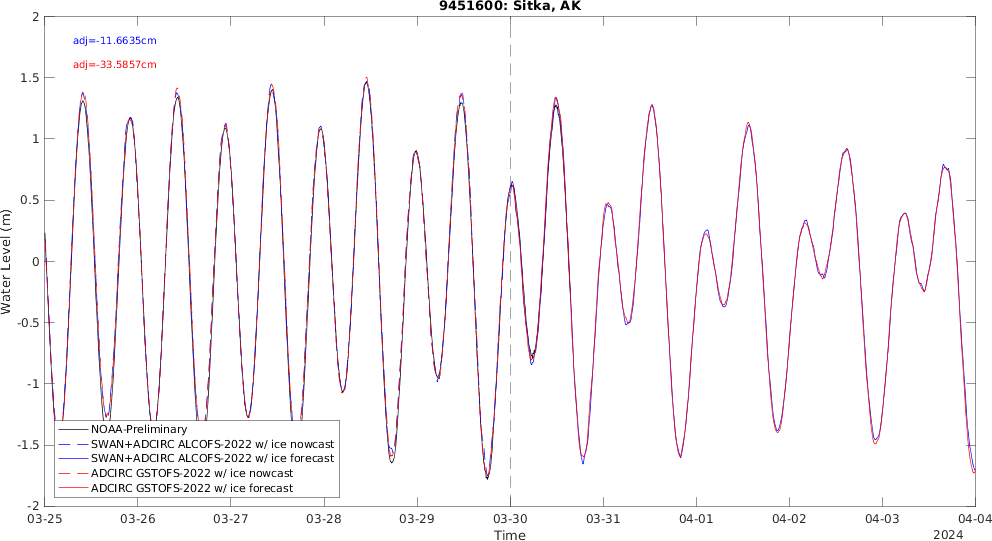 9451600: Sitka, AK
adj=-11.6635cm
adj=-33.5857cm
2
1.5
1
0.5
0
-0.5
-1
-1.5
-2
Water Level (m)
NOAA-Preliminary
SWAN+ADCIRC ALCOFS-2022 w/ ice nowcast
SWAN+ADCIRC ALCOFS-2022 w/ ice forecast
ADCIRC GSTOFS-2022 w/ ice nowcast
ADCIRC GSTOFS-2022 w/ ice forecast
03-25 03-26 03-27 03-28 03-29 03-30 03-31 04-01 04-02 04-03 04-04
Time
2024